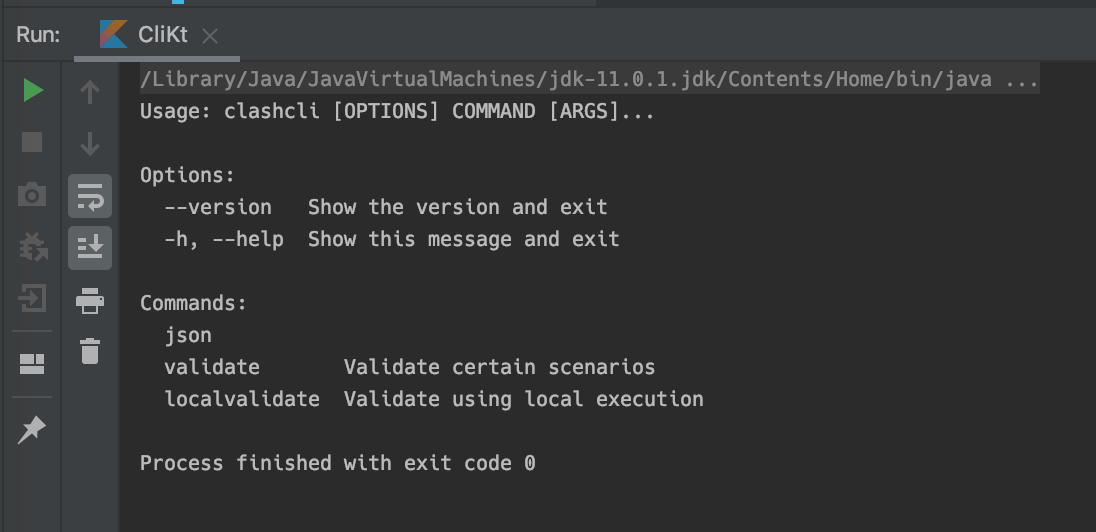 Run: CliKt
/Library/Java/JavaVirtualMachines/jdk-11.0.1.jdk/Contents/Home/bin/java ...
Usage: clashcli [OPTIONS] COMMAND [ARGS]...
Options:
--version Show the version and exit
-h, --help Show this message and exit
Commands:
json
validate Validate certain scenarios
localvalidate Validate using local execution
Process finished with exit code 0